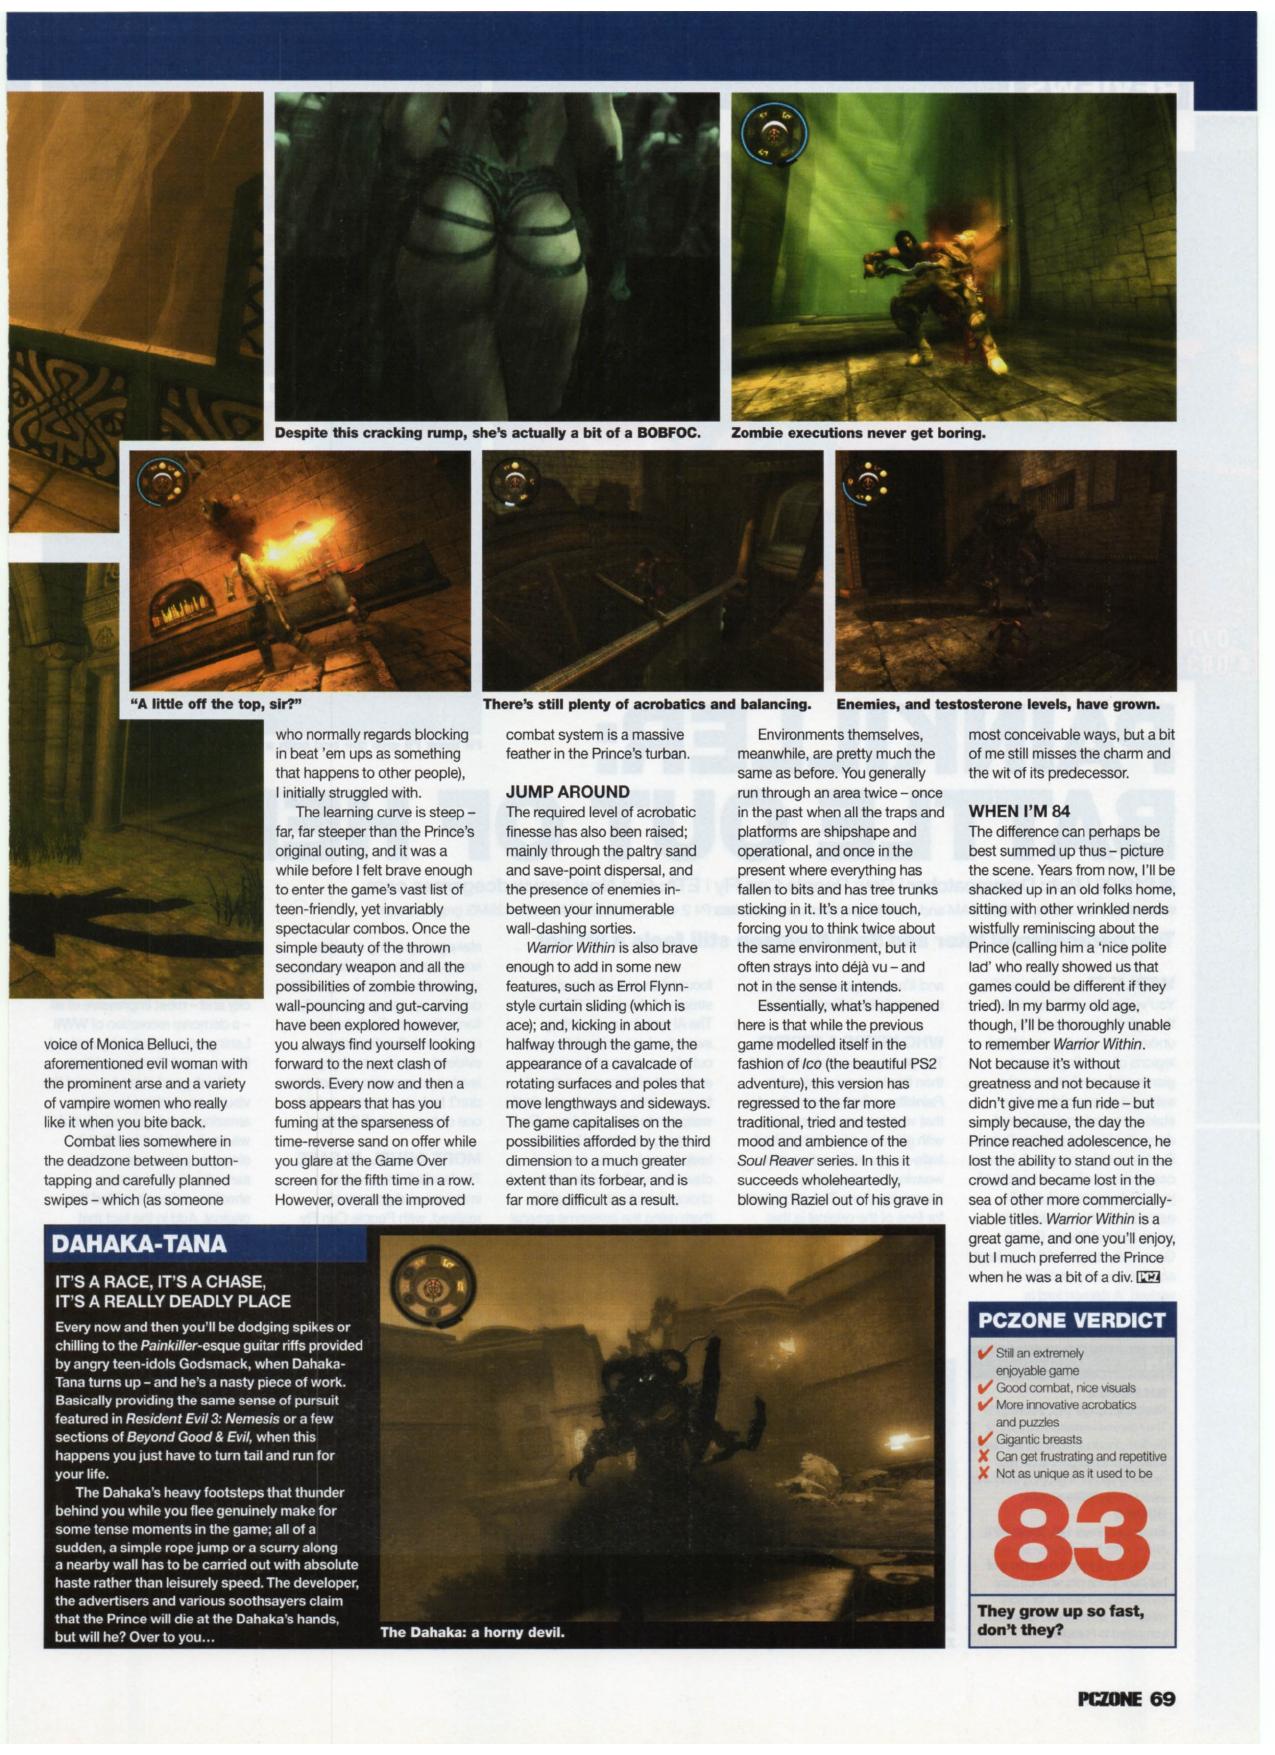 Despite this cracking rump, she's actually a bit of a BOBFOC.
Zombie executions never get boring.
"A little off the top, sir?"
There's still plenty of acrobatics and balancing.
Enemies, and testosterone levels, have grown.
voice of Monica Belluci, the
aforementioned evil woman with
the prominent arse and a variety
of vampire women who really
like it when you bite back.
Combat lies somewhere in
the deadzone between button-
tapping and carefully planned
swipes – which (as someone
who normally regards blocking
in beat 'em ups as something
that happens to other people),
I initially struggled with.
The learning curve is steep –
far, far steeper than the Prince's
original outing, and it was a
while before I felt brave enough
to enter the game's vast list of
teen-friendly, yet invariably
spectacular combos. Once the
simple beauty of the thrown
secondary weapon and all the
possibilities of zombie throwing,
wall-pouncing and gut-carving
have been explored however,
you always find yourself looking
forward to the next clash of
swords. Every now and then a
boss appears that has you
fuming at the sparseness of
time-reverse sand on offer while
you glare at the Game Over
screen for the fifth time in a row.
However, overall the improved
combat system is a massive
feather in the Prince's turban.
JUMP AROUND
The required level of acrobatic
finesse has also been raised;
mainly through the paltry sand
and save-point dispersal, and
the presence of enemies in-
between your innumerable
wall-dashing sorties.
Warrior Within is also brave
enough to add in some new
features, such as Errol Flynn-
style curtain sliding (which is
ace); and, kicking in about
halfway through the game, the
appearance of a cavalcade of
rotating surfaces and poles that
move lengthways and sideways.
The game capitalises on the
possibilities afforded by the third
dimension to a much greater
extent than its forbear, and is
far more difficult as a result.
Environments themselves,
meanwhile, are pretty much the
same as before. You generally
run through an area twice – once
in the past when all the traps and
platforms are shipshape and
operational, and once in the
present where everything has
fallen to bits and has tree trunks
sticking in it. It's a nice touch,
forcing you to think twice about
the same environment, but it
often strays into déjà vu – and
not in the sense it intends.
Essentially, what's happened
here is that while the previous
game modelled itself in the
fashion of Ico (the beautiful PS2
adventure), this version has
regressed to the far more
traditional, tried and tested
mood and ambience of the
Soul Reaver series. In this it
succeeds wholeheartedly,
blowing Raziel out of his grave in
most conceivable ways, but a bit
of me still misses the charm and
the wit of its predecessor.
WHEN I'M 84
The difference can perhaps be
best summed up thus – picture
the scene. Years from now, I'll be
shacked up in an old folks home,
sitting with other wrinkled nerds
wistfully reminiscing about the
Prince (calling him a 'nice polite
lad' who really showed us that
games could be different if they
tried). In my barmy old age,
though, I'll be thoroughly unable
to remember Warrior Within.
Not because it's without
greatness and not because it
didn't give me a fun ride – but
simply because, the day the
Prince reached adolescence, he
lost the ability to stand out in the
crowd and became lost in the
sea of other more commercially-
viable titles. Warrior Within is a
great game, and one you'll enjoy,
but I much preferred the Prince
when he was a bit of a div. PCZ
DAHAKA-TANA
IT'S A RACE, IT'S A CHASE,
IT'S A REALLY DEADLY PLACE
Every now and then you'll be dodging spikes or
chilling to the Painkiller-esque guitar riffs provided
by angry teen-idols Godsmack, when Dahaka-
Tana turns up – and he's a nasty piece of work.
Basically providing the same sense of pursuit
featured in Resident Evil 3: Nemesis or a few
sections of Beyond Good & Evil, when this
happens you just have to turn tail and run for
your life.
The Dahaka's heavy footsteps that thunder
behind you while you flee genuinely make for
some tense moments in the game; all of a
sudden, a simple rope jump or a scurry along
a nearby wall has to be carried out with absolute
haste rather than leisurely speed. The developer,
the advertisers and various soothsayers claim
that the Prince will die at the Dahaka's hands,
but will he? Over to you...
The Dahaka: a horny devil.
PCZONE VERDICT
✔ Still an extremely
enjoyable game
✔ Good combat, nice visuals
✔ More innovative acrobatics
and puzzles
✔ Gigantic breasts
✘ Can get frustrating and repetitive
✘ Not as unique as it used to be
83
They grow up so fast,
don't they?
PCZONE 69